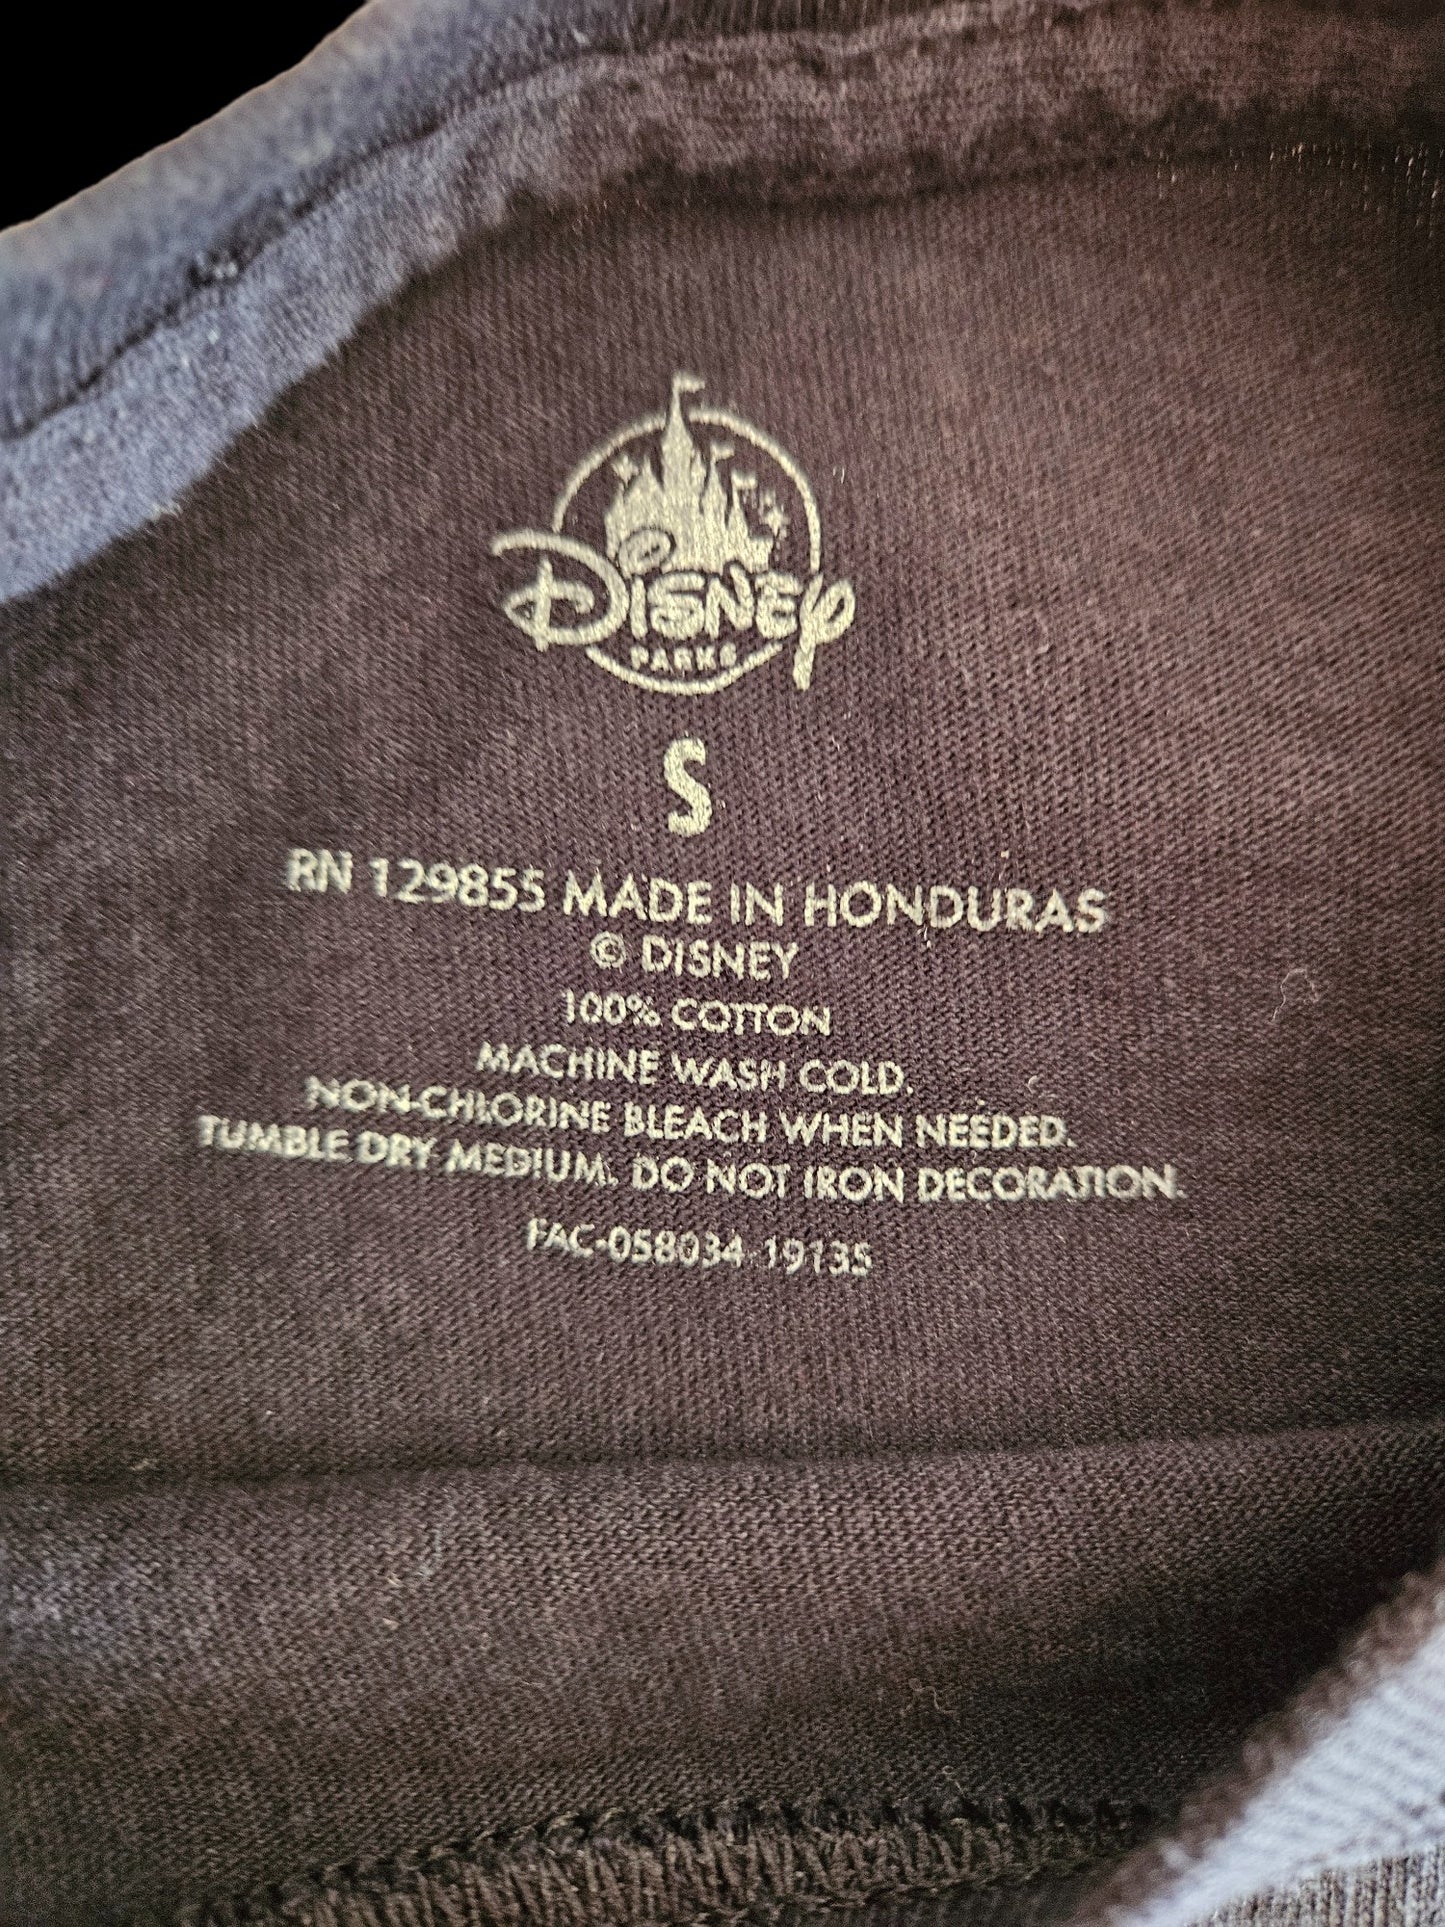 Disney
PARKS
S
RN 129855 MADE IN HONDURAS
© DISNEY
100% COTTON
MACHINE WASH COLD.
NON-CHLORINE BLEACH WHEN NEEDED.
TUMBLE DRY MEDIUM. DO NOT IRON DECORATION.
FAC-058034 19135